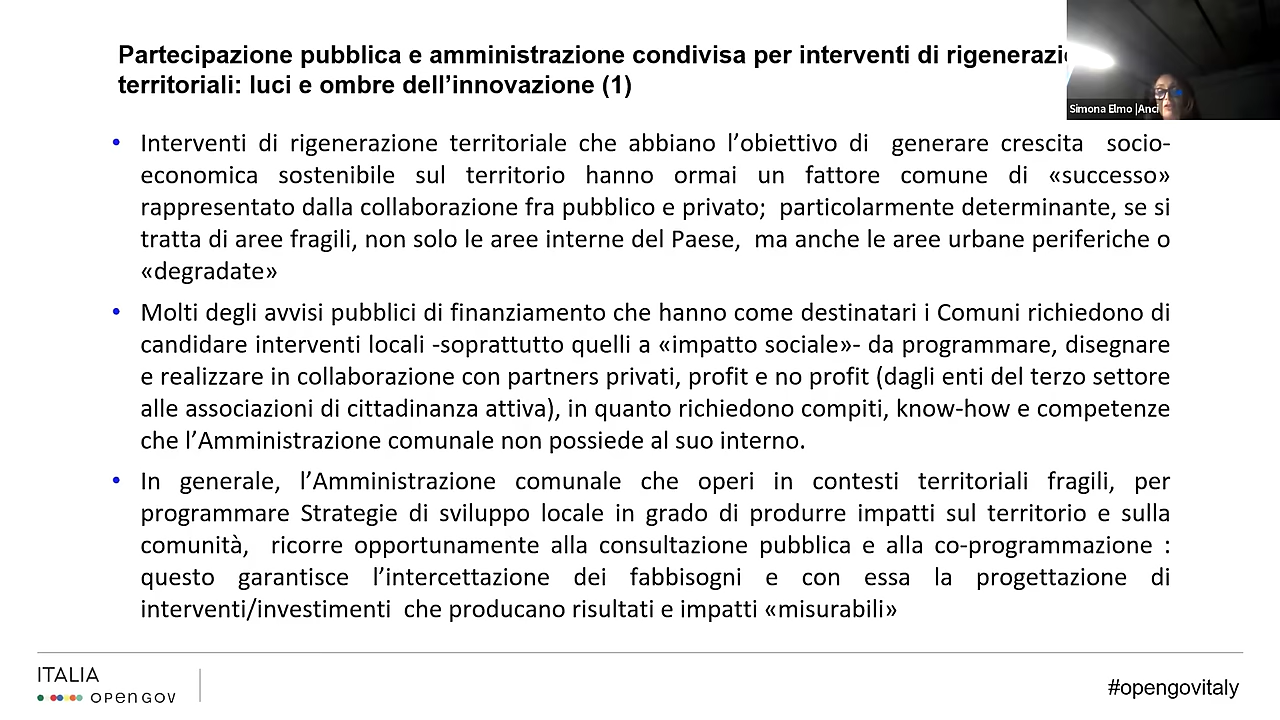 Partecipazione pubblica e amministrazione condivisa per interventi di
territoriali: luci e ombre dell’innovazione (1)
Simona Elmo |Anci
• Interventi di rigenerazione territoriale che abbiano l’obiettivo di generare crescita socio-
economica sostenibile sul territorio hanno ormai un fattore comune di «successo»
rappresentato dalla collaborazione fra pubblico e privato; particolarmente determinante, se si
tratta di aree fragili, non solo le aree interne del Paese, ma anche le aree urbane periferiche o
«degradate»
• Molti degli avvisi pubblici di finanziamento che hanno come destinatari i Comuni richiedono di
candidare interventi locali -soprattutto quelli a «impatto sociale»- da programmare, disegnare
e realizzare in collaborazione con partners privati, profit e no profit (dagli enti del terzo settore
alle associazioni di cittadinanza attiva), in quanto richiedono compiti, know-how e competenze
che l’Amministrazione comunale non possiede al suo interno.
• In generale, l’Amministrazione comunale che operi in contesti territoriali fragili, per
programmare Strategie di sviluppo locale in grado di produrre impatti sul territorio e sulla
comunità, ricorre opportunamente alla consultazione pubblica e alla co-programmazione :
questo garantisce l’intercettazione dei fabbisogni e con essa la progettazione di
interventi/investimenti che producano risultati e impatti «misurabili»
ITALIA
OPEN GOV
#opengovitaly